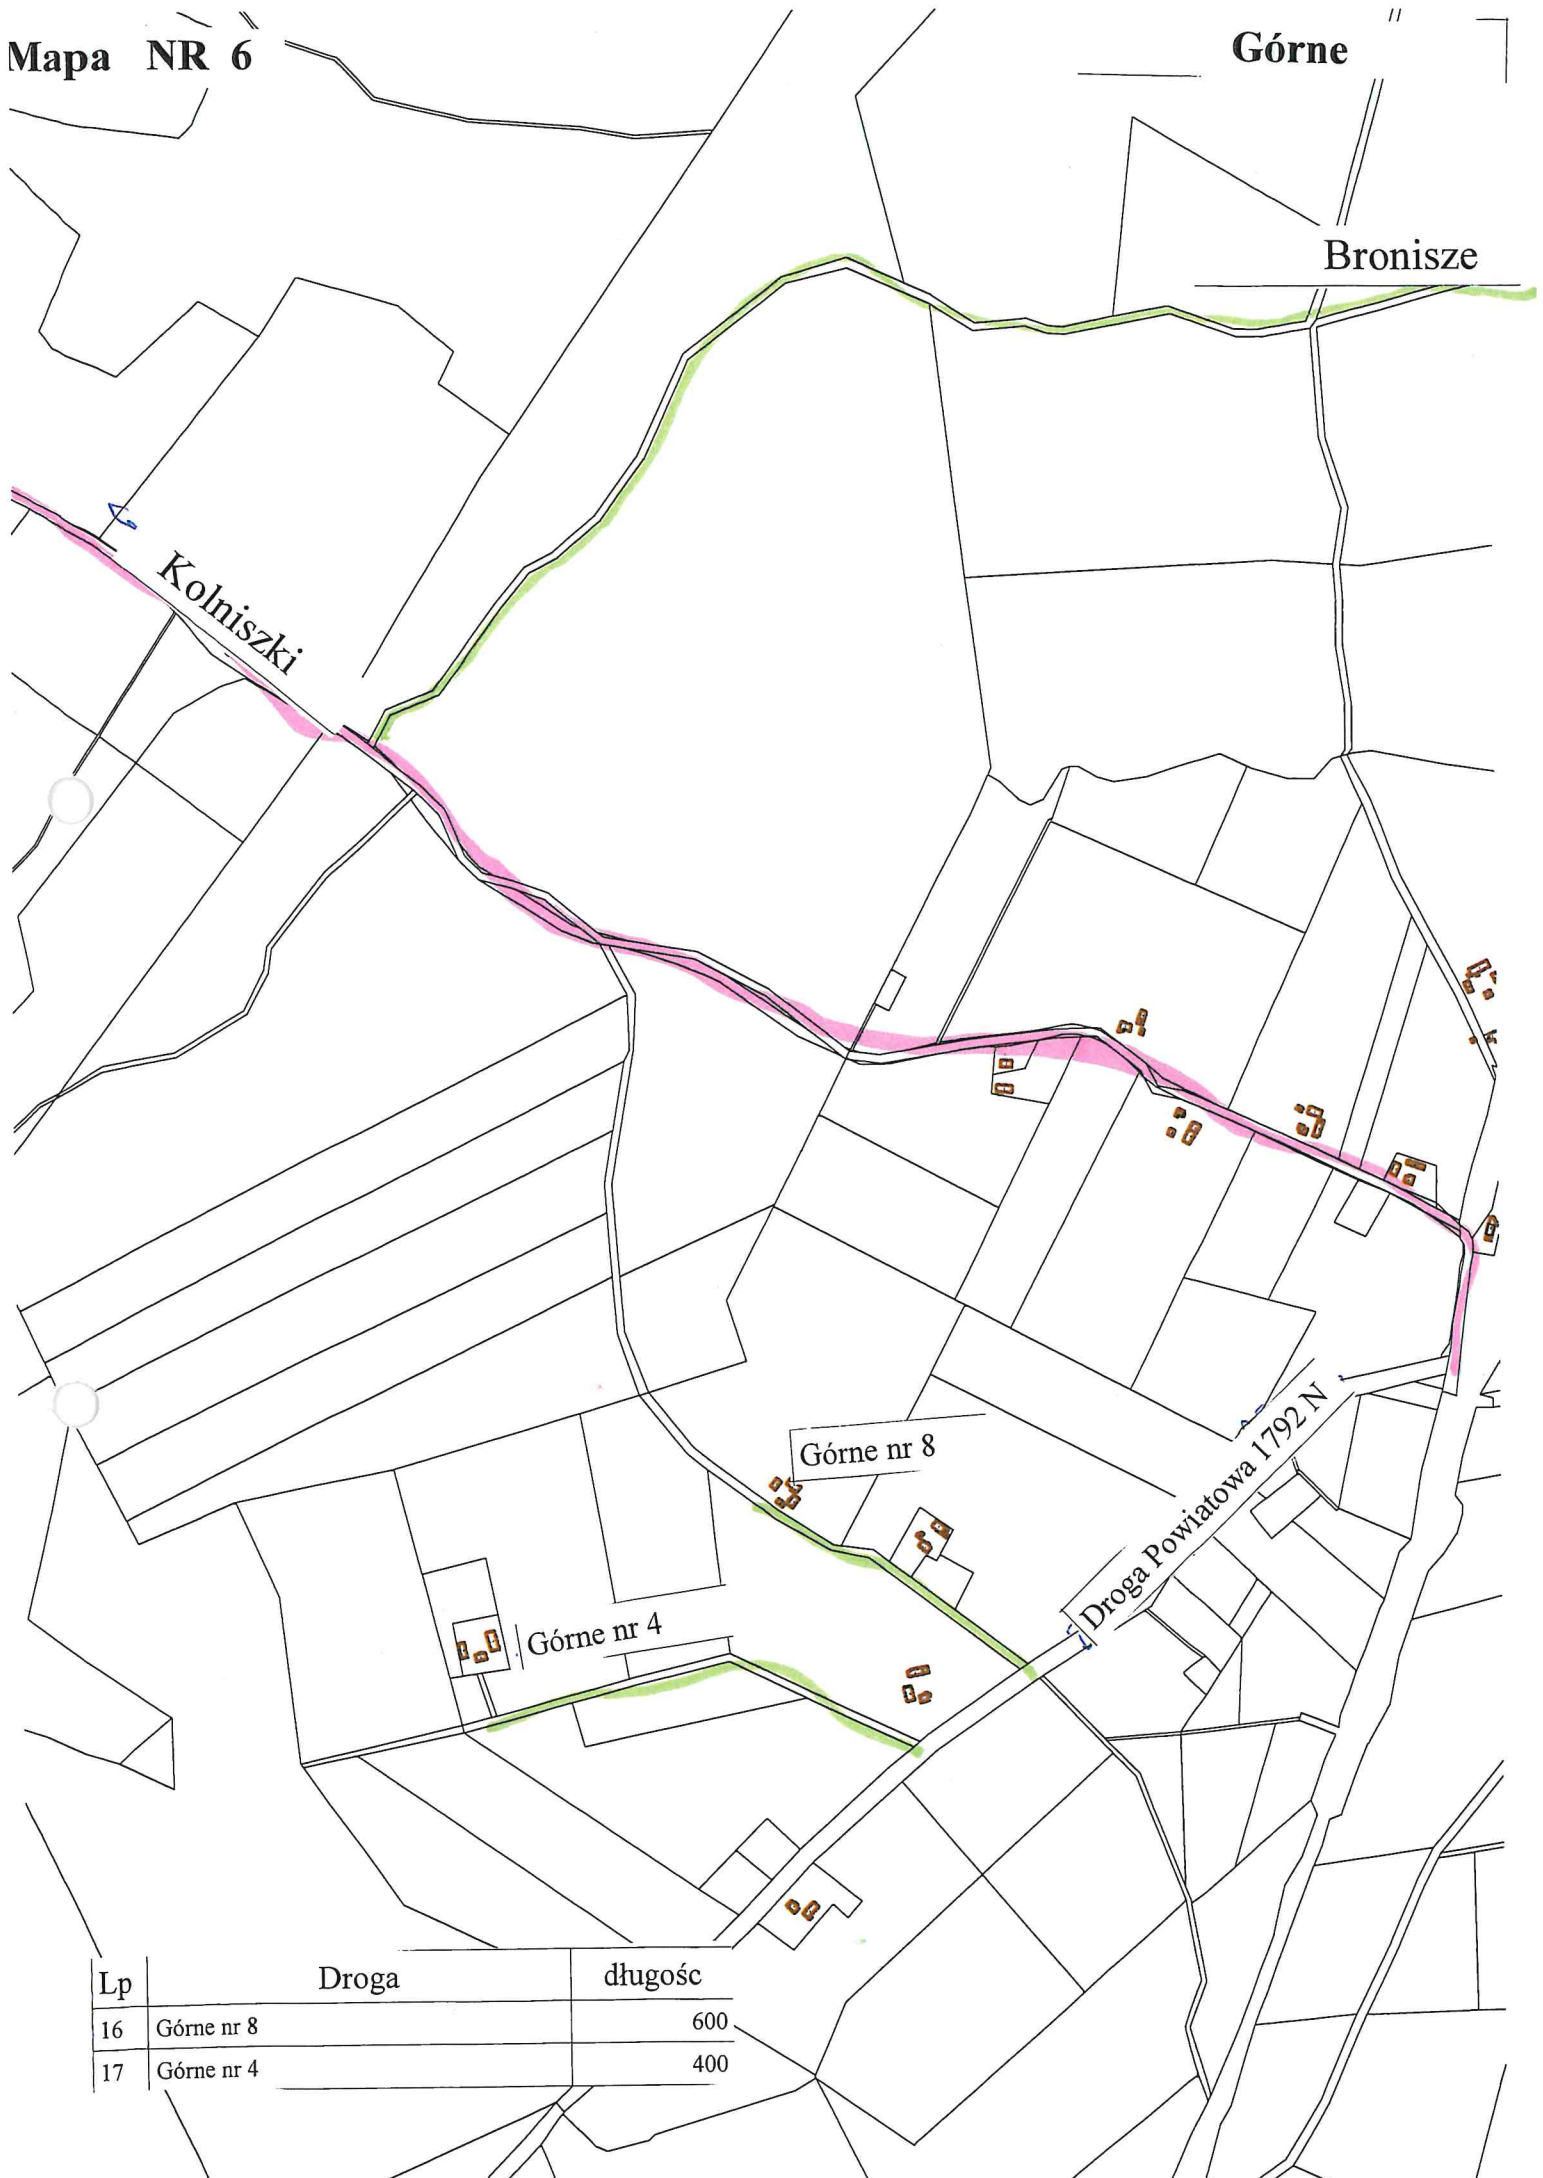 Mapa NR 6
Górne
Bronisze
Kolniszki
Górne nr 8
Droga Powiatowa 1792 N
Górne nr 4
Lp Droga długośc
16 Górne nr 8 600
17 Górne nr 4 400